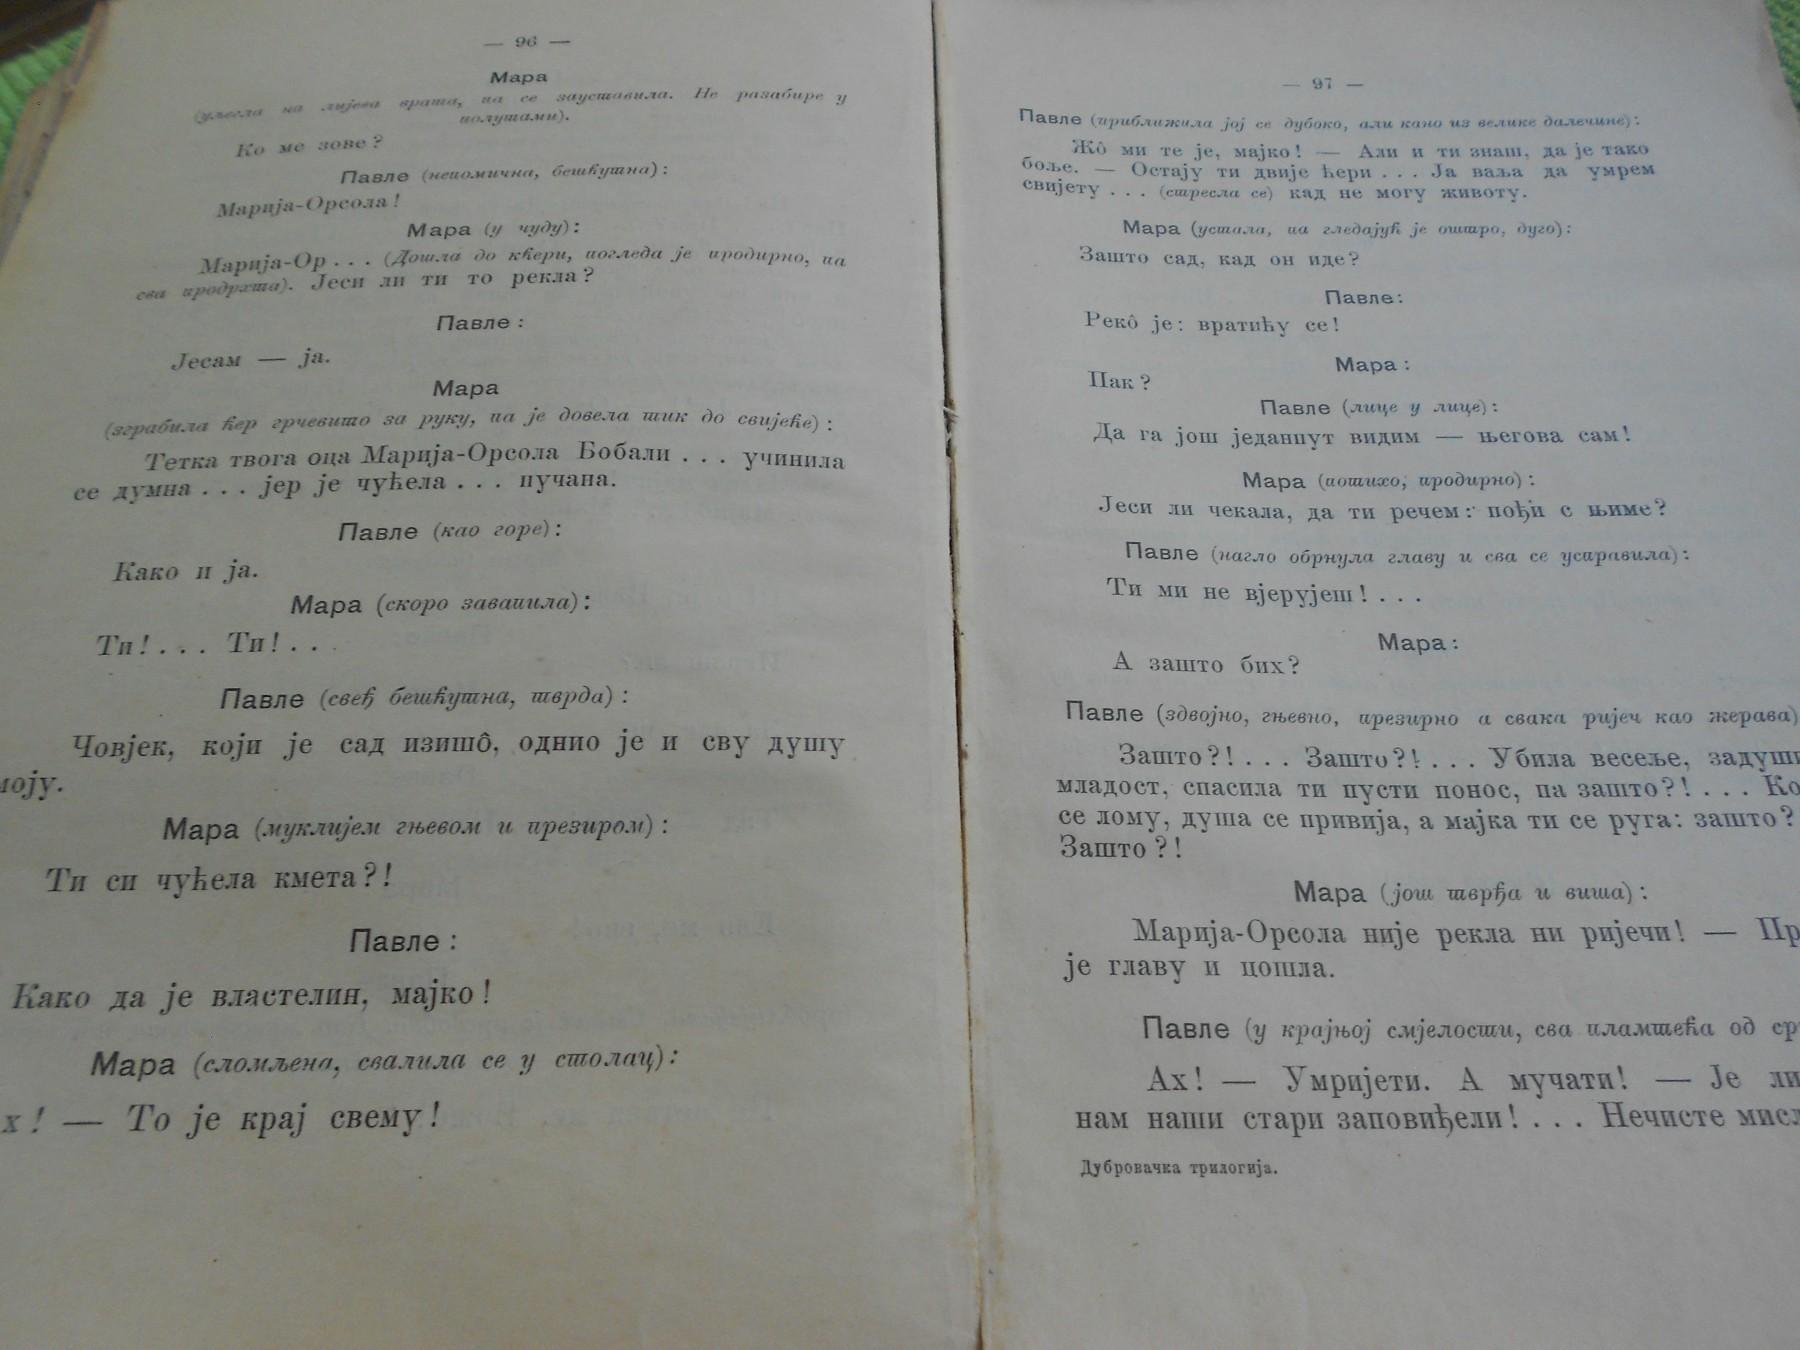 — 96 —
Мара
(уљегла на лијева врата, па се зауставила. Не разабире у
полутами).
Ко ме зове?
Павле (непомична, бешћутна):
Марија-Орсола!
Мара (у чуду):
Марија-Ор... (Дошла до кћери, погледа је продирно, па
сва продрхта). Јеси ли ти то рекла?
Павле:
Јесам — ја.
Мара
(зграбила ћер грчевито за руку, па је довела тик до свијеће):
Тетка твога оца Марија-Орсола Бобали... учинила
се думна... јер је чућела... пучана.
Павле (као горе):
Како и ја.
Мара (скоро завапила):
Ти!... Ти!...
Павле (свеђ бешћутна, тврда):
Човјек, који је сад изишô, однио је и сву душу
моју.
Мара (муклијем гњевом и презиром):
Ти си чућела кмета?!
Павле:
Како да је властелин, мајко!
Мара (сломљена, свалила се у столац):
х! — То је крај свему!
— 97 —
Павле (приближила јој се дубоко, али кано из велике далечине):
Жô ми те је, мајко! — Али и ти знаш, да је тако
боље. — Остају ти двије ћери... Ја ваља да умрем
свијету... (стресла се) кад не могу животу.
Мара (устала, па гледајућ је оштро, дуго):
Зашто сад, кад он иде?
Павле:
Рекô је: вратићу се!
Мара:
Пак?
Павле (лице у лице):
Да га још једанпут видим — његова сам!
Мара (потихо, продирно):
Јеси ли чекала, да ти речем: пођи с њиме?
Павле (нагло обрнула главу и сва се усправила):
Ти ми не вјерујеш!...
Мара:
А зашто бих?
Павле (здвојно, гњевно, презирно а свака ријеч као жерава)
Зашто?!... Зашто?!... Убила весеље, задуши
младост, спасила ти пусти понос, па зашто?!... Ко
се лому, душа се привија, а мајка ти се руга: зашто?
Зашто?!
Мара (још тврђа и виша):
Марија-Орсола није рекла ни ријечи! — Пр
је главу и пошла.
Павле (у крајњој смјелости, сва пламтећа од ср
Ах! — Умријети. А мучати! — Је ли
нам наши стари заповиђели!... Нечисте мисл
Дубровачка трилогија.